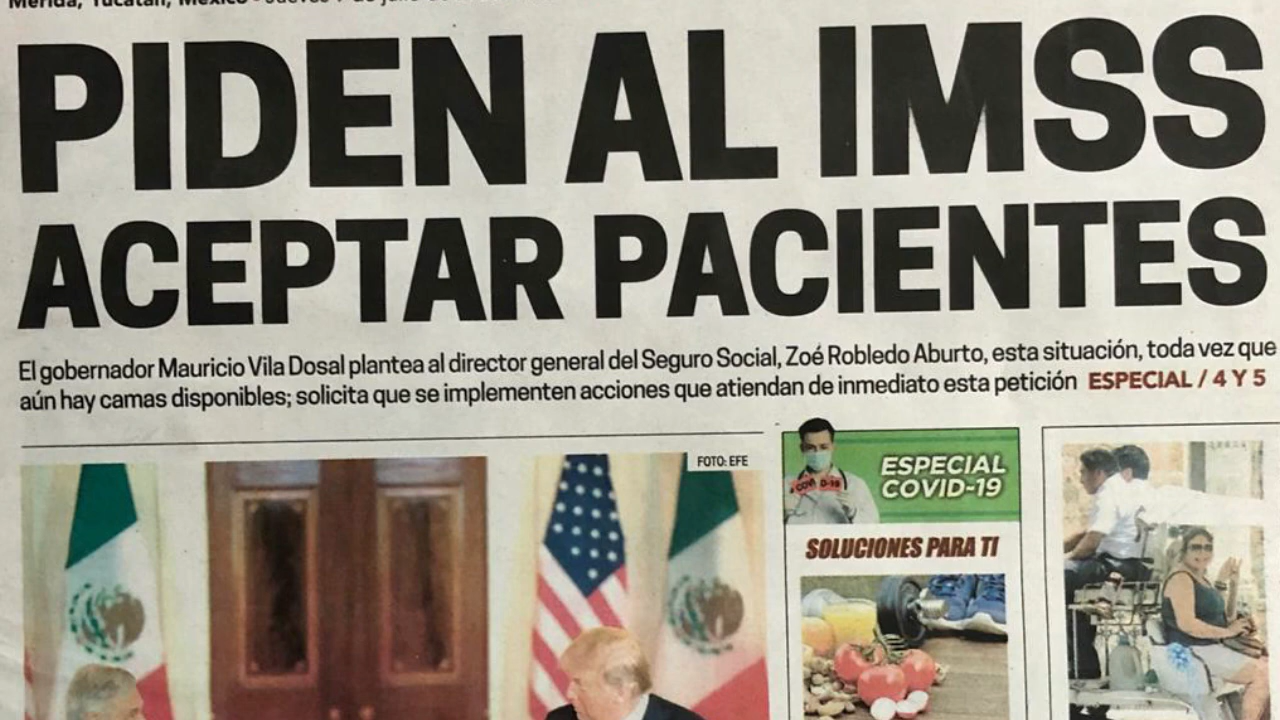 Mérida, Yucatán, México
PIDEN AL IMSS
ACEPTAR PACIENTES
El gobernador Mauricio Vila Dosal plantea al director general del Seguro Social, Zoé Robledo Aburto, esta situación, toda vez que
aún hay camas disponibles; solicita que se implementen acciones que atiendan de inmediato esta petición ESPECIAL / 4 Y 5
FOTO: EFE
ESPECIAL
COVID-19
SOLUCIONES PARA TI